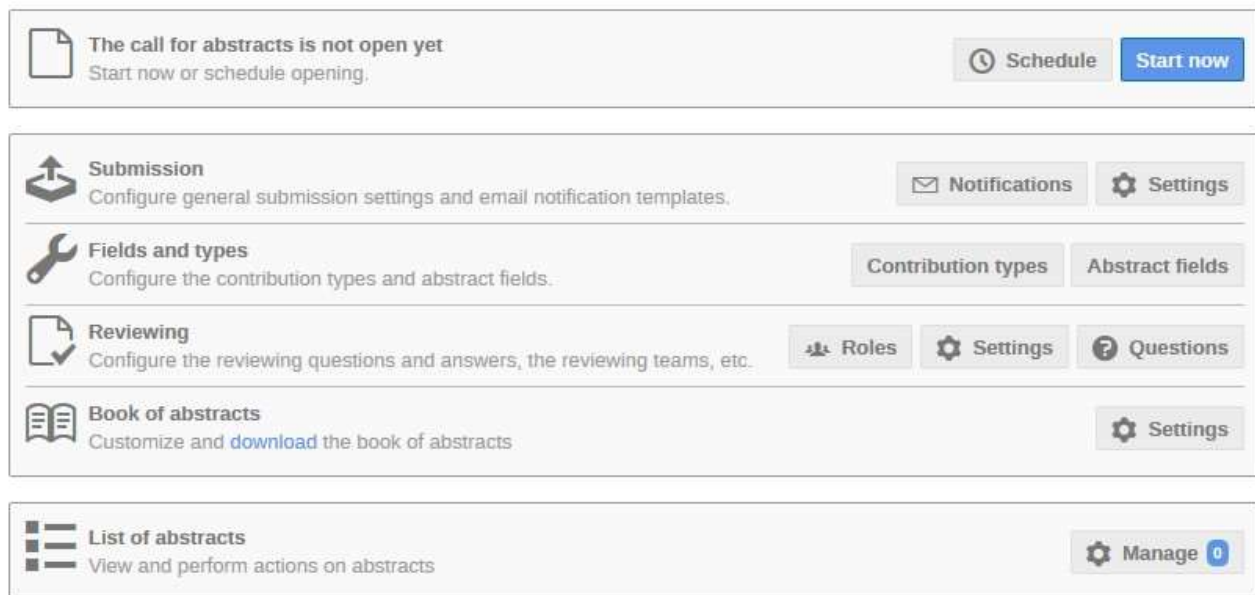 The call for abstracts is not open yet
Start now or schedule opening.
Schedule
Start now
Submission
Configure general submission settings and email notification templates.
Notifications
Settings
Fields and types
Configure the contribution types and abstract fields.
Contribution types
Abstract fields
Reviewing
Configure the reviewing questions and answers, the reviewing teams, etc.
Roles
Settings
Questions
Book of abstracts
Customize and download the book of abstracts
Settings
List of abstracts
View and perform actions on abstracts
Manage 0